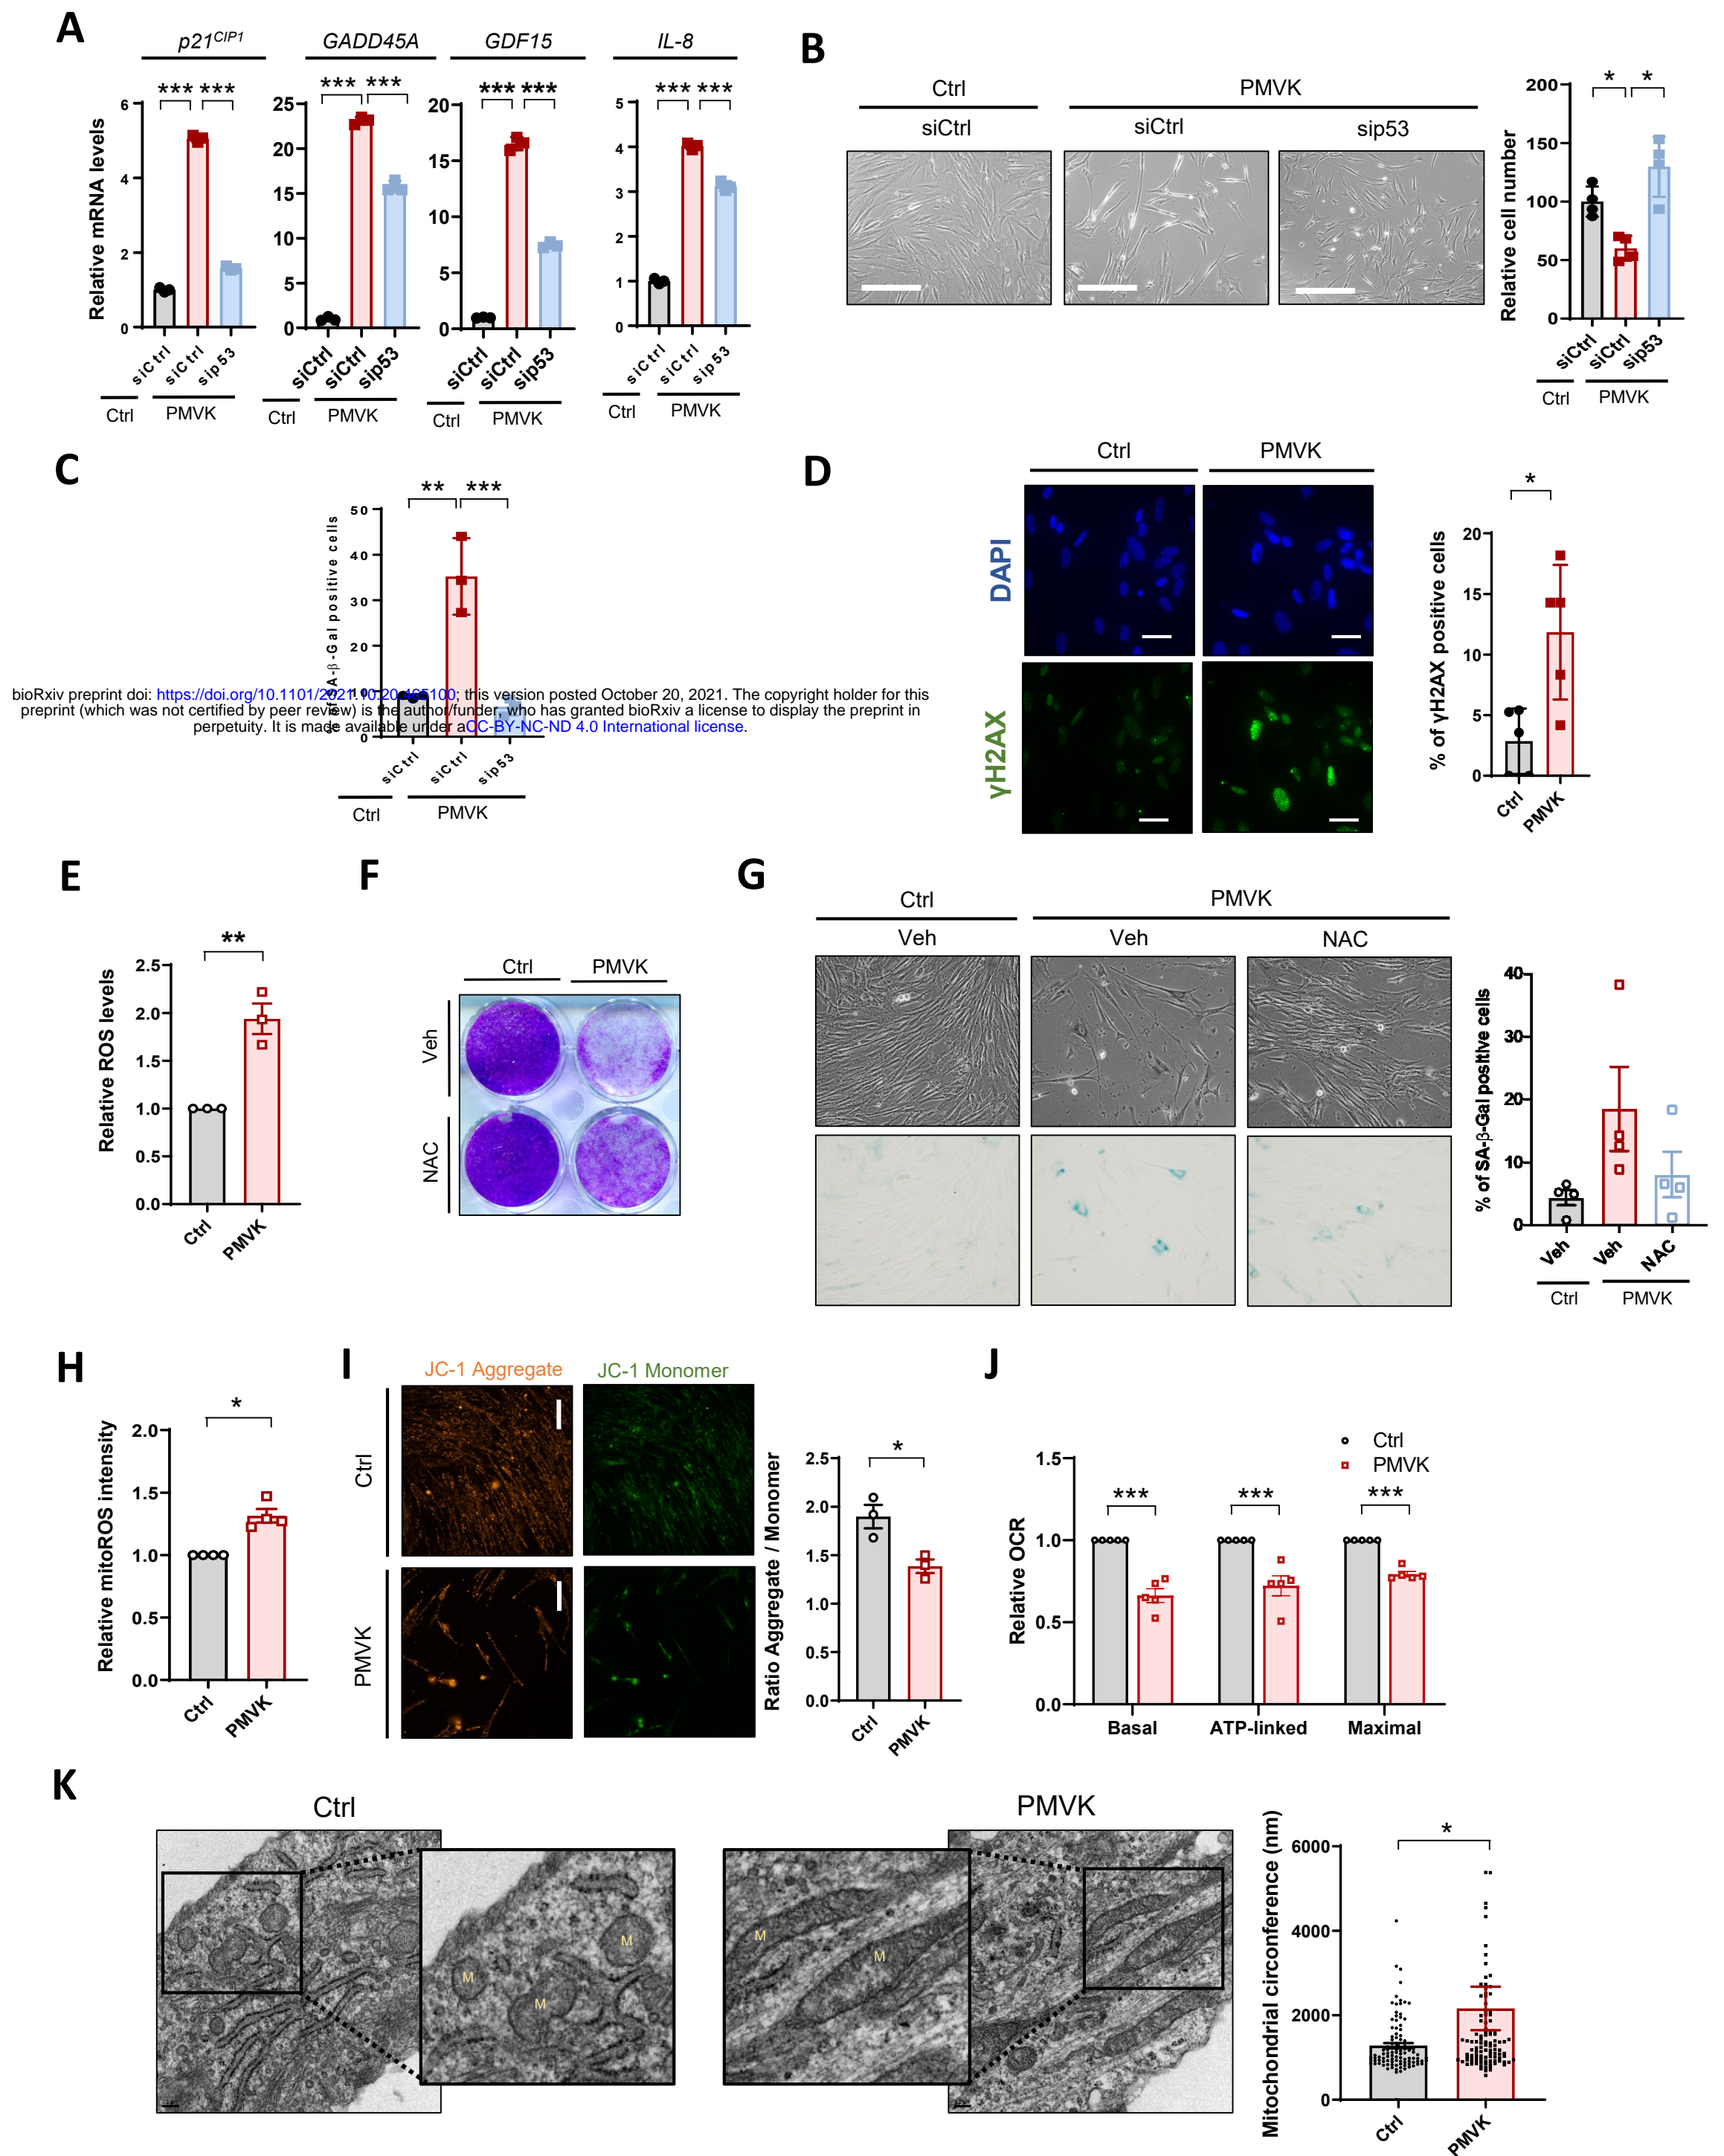 A
p21CIP1
GADD45A
GDF15
IL-8
*** ***
*** ***
*** ***
*** ***
Relative mRNA levels
6
4
2
0
25
20
15
10
5
0
20
15
10
5
0
5
4
3
2
1
0
siCtrl siCtrl sip53
siCtrl siCtrl sip53
siCtrl siCtrl sip53
siCtrl siCtrl sip53
Ctrl PMVK
Ctrl PMVK
Ctrl PMVK
Ctrl PMVK
B
Ctrl PMVK
siCtrl siCtrl sip53
* *
Relative cell number
200
150
100
50
0
siCtrl siCtrl sip53
Ctrl PMVK
C
** ***
SA-β-Gal positive cells
50
40
30
20
10
0
bioRxiv preprint doi: https://doi.org/10.1101/2021.10.20.465100; this version posted October 20, 2021. The copyright holder for this
preprint (which was not certified by peer review) is the author/funder, who has granted bioRxiv a license to display the preprint in
perpetuity. It is made available under aCC-BY-NC-ND 4.0 International license.
siCtrl siCtrl sip53
Ctrl PMVK
D
Ctrl PMVK
DAPI
γH2AX
*
% of γH2AX positive cells
20
15
10
5
0
Ctrl PMVK
E
**
Relative ROS levels
2.5
2.0
1.5
1.0
0.5
0.0
Ctrl PMVK
F
Ctrl PMVK
Veh
NAC
G
Ctrl PMVK
Veh Veh NAC
% of SA-β-Gal positive cells
40
30
20
10
0
Veh Veh NAC
Ctrl PMVK
H
*
Relative mitoROS intensity
2.0
1.5
1.0
0.5
0.0
Ctrl PMVK
I
JC-1 Aggregate JC-1 Monomer
Ctrl
PMVK
*
Ratio Aggregate / Monomer
2.5
2.0
1.5
1.0
0.5
0.0
Ctrl PMVK
J
Ctrl
PMVK
*** *** ***
Relative OCR
1.5
1.0
0.5
0.0
Basal ATP-linked Maximal
K
Ctrl
PMVK
M
M
M
M
M
*
Mitochondrial circonference (nm)
6000
4000
2000
0
Ctrl PMVK